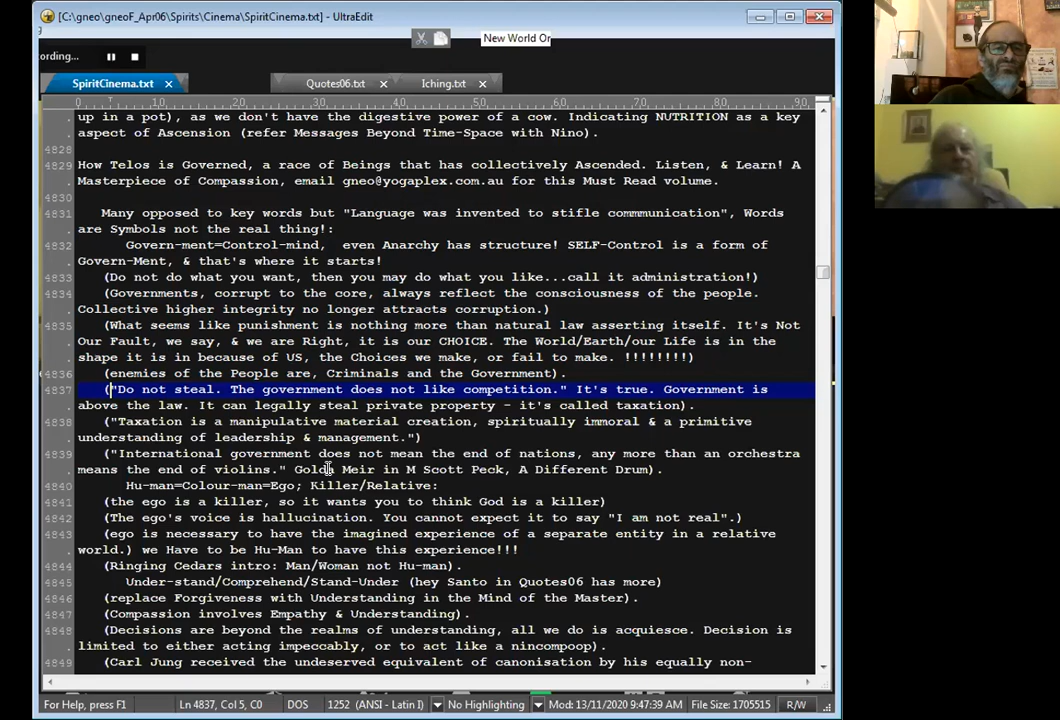 [C:\gneo\gneoF_Apr06\Spirits\Cinema\SpiritCinema.txt] - UltraEdit
ording...
New World Or
SpiritCinema.txt
Quotes06.txt
Iching.txt
0 10 20 30 40 50 60 70 80 90
up in a pot), as we don't have the digestive power of a cow. Indicating NUTRITION as a key
aspect of Ascension (refer Messages Beyond Time-Space with Nino).
4828
4829 How Telos is Governed, a race of Beings that has collectively Ascended. Listen, & Learn! A
Masterpiece of Compassion, email gneo@yogaplex.com.au for this Must Read volume.
4830
4831 Many opposed to key words but "Language was invented to stifle commmunication", Words
are Symbols not the real thing!:
4832 Govern-ment=Control-mind, even Anarchy has structure! SELF-Control is a form of
Govern-Ment, & that's where it starts!
4833 (Do not do what you want, then you may do what you like...call it administration!)
4834 (Governments, corrupt to the core, always reflect the consciousness of the people.
Collective higher integrity no longer attracts corruption.)
4835 (What seems like punishment is nothing more than natural law asserting itself. It's Not
Our Fault, we say, & we are Right, it is our CHOICE. The World/Earth/our Life is in the
shape it is in because of US, the Choices we make, or fail to make. !!!!!!!!)
4836 (enemies of the People are, Criminals and the Government).
4837 ("Do not steal. The government does not like competition." It's true. Government is
above the law. It can legally steal private property - it's called taxation).
4838 ("Taxation is a manipulative material creation, spiritually immoral & a primitive
understanding of leadership & management.")
4839 ("International government does not mean the end of nations, any more than an orchestra
means the end of violins." Golda Meir in M Scott Peck, A Different Drum).
4840 Hu-man=Colour-man=Ego; Killer/Relative:
4841 (the ego is a killer, so it wants you to think God is a killer)
4842 (The ego's voice is hallucination. You cannot expect it to say "I am not real".)
4843 (ego is necessary to have the imagined experience of a separate entity in a relative
world.) we Have to be Hu-Man to have this experience!!!
4844 (Ringing Cedars intro: Man/Woman not Hu-man).
4845 Under-stand/Comprehend/Stand-Under (hey Santo in Quotes06 has more)
4846 (replace Forgiveness with Understanding in the Mind of the Master).
4847 (Compassion involves Empathy & Understanding).
4848 (Decisions are beyond the realms of understanding, all we do is acquiesce. Decision is
limited to either acting impeccably, or to act like a nincompoop).
4849 (Carl Jung received the undeserved equivalent of canonisation by his equally non-
For Help, press F1
Ln 4837, Col 5, C0
DOS
1252 (ANSI - Latin I)
No Highlighting
Mod: 13/11/2020 9:47:39 AM
File Size: 1705515
R/W